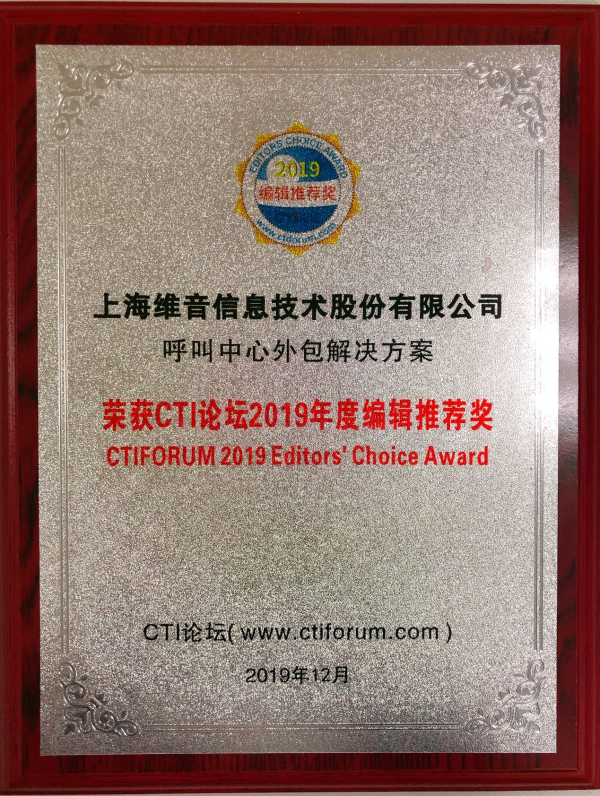 EDITORS CHOICE AWARD
2019
编辑推荐奖
www.ctiforum.com
上海维音信息技术股份有限公司
呼叫中心外包解决方案
荣获CTI论坛2019年度编辑推荐奖
CTIFORUM 2019 Editors' Choice Award
CTI论坛(www.ctiforum.com)
2019年12月